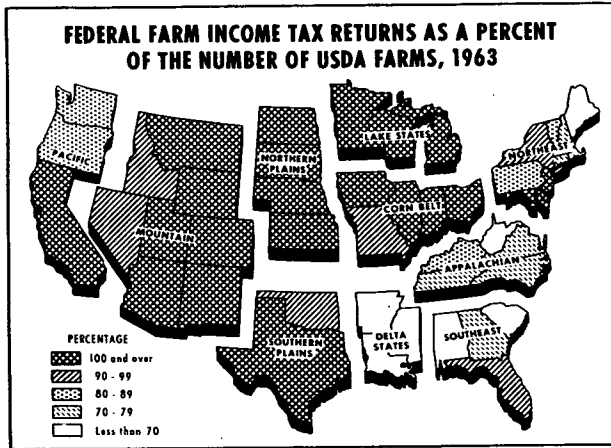 FEDERAL FARM INCOME TAX RETURNS AS A PERCENT
OF THE NUMBER OF USDA FARMS, 1963
PACIFIC
MOUNTAIN
NORTHERN
PLAINS
LAKE STATES
CORN BELT
NORTHEAST
APPALACHIAN
SOUTHERN
PLAINS
DELTA
STATES
SOUTHEAST
PERCENTAGE
100 and over
90 - 99
80 - 89
70 - 79
Less than 70